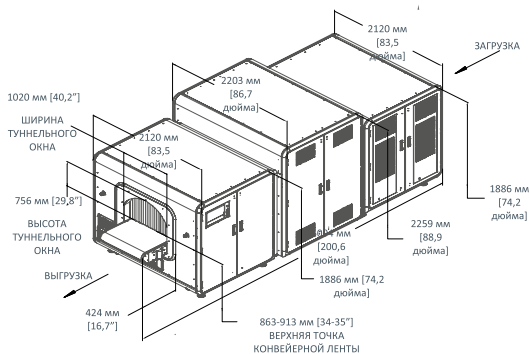 2120 мм
[83,5
дюйма]
ЗАГРУЗКА
2203 мм
[86,7
дюйма]
1020 мм [40,2”]
ШИРИНА
ТУННЕЛЬНОГО
ОКНА
2120 мм
[83,5
дюйма]
756 мм [29,8”]
ВЫСОТА
ТУННЕЛЬНОГО
ОКНА
1886 мм
[74,2
дюйма]
2259 мм
[88,9
дюйма]
мм
[200,6
дюйма]
ВЫГРУЗКА
1886 мм [74,2
дюйма]
424 мм
[16,7”]
863-913 мм [34-35”]
ВЕРХНЯЯ ТОЧКА
КОНВЕЙЕРНОЙ ЛЕНТЫ